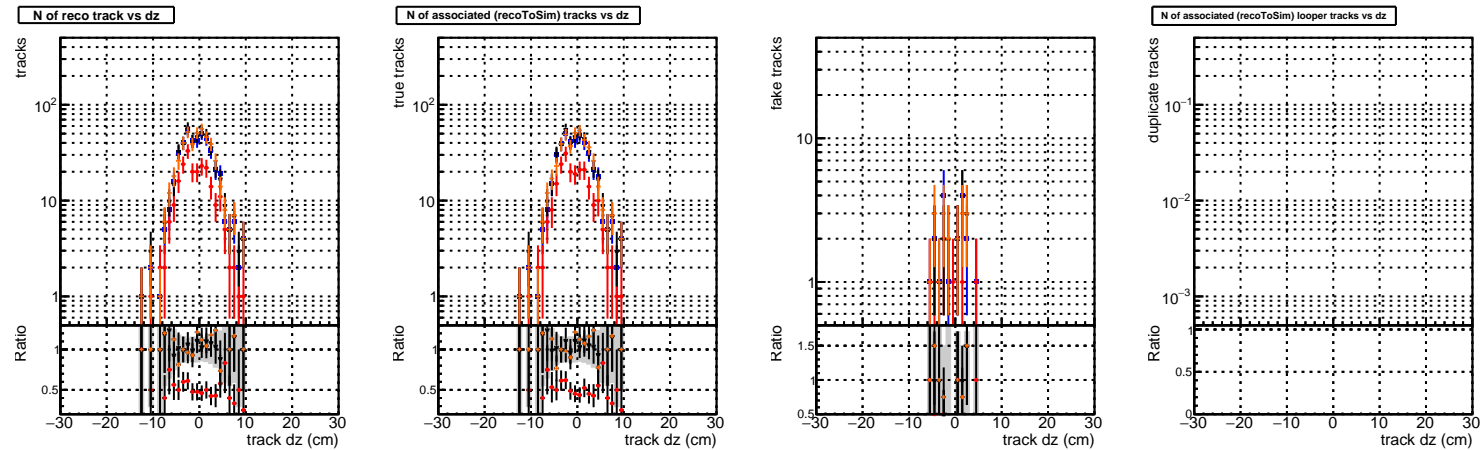 N of reco track vs dz
tracks
10²
10
1
Ratio
1
0.5
−30 −20 −10 0 10 20 30
track dz (cm)
N of associated (recoToSim) tracks vs dz
true tracks
10²
10
1
Ratio
1
0.5
−30 −20 −10 0 10 20 30
track dz (cm)
fake tracks
10
1
Ratio
1.5
1
0.5
−30 −20 −10 0 10 20 30
track dz (cm)
N of associated (recoToSim) looper tracks vs dz
duplicate tracks
10⁻¹
10⁻²
10⁻³
Ratio
1
0.5
0
−30 −20 −10 0 10 20 30
track dz (cm)